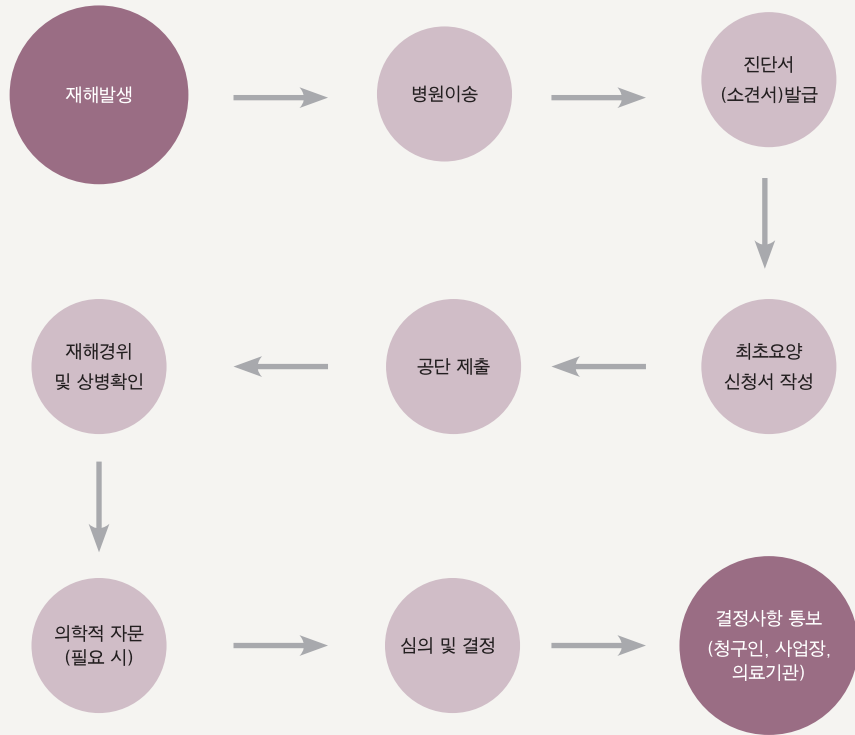 재해발생
병원이송
진단서
(소견서)발급
최초요양
신청서 작성
공단 제출
재해경위
및 상병확인
의학적 자문
(필요 시)
심의 및 결정
결정사항 통보
(청구인, 사업장,
의료기관)